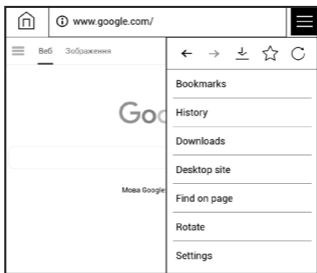 www.google.com/
Веб Зображення
Goo
Bookmarks
History
Downloads
Desktop site
Мова Google:
Find on page
Rotate
Settings